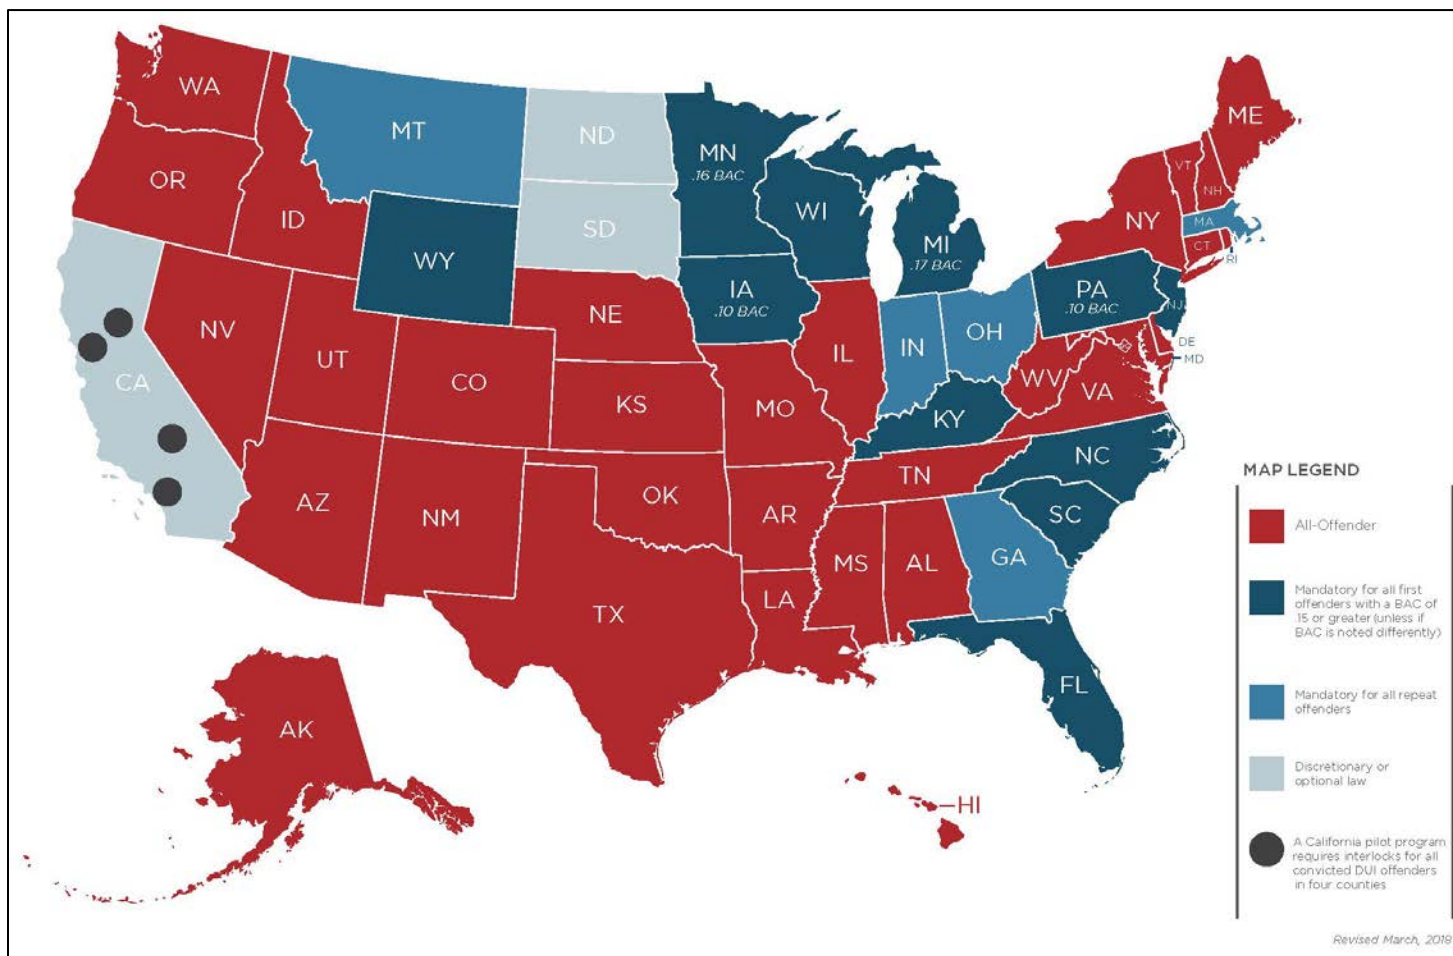 WA
MT
ND
MN
.16 BAC
ME
VT
NH
OR
ID
SD
WI
NY
MA
CT
RI
WY
MI
.17 BAC
IA
.10 BAC
PA
.10 BAC
NJ
NV
UT
CO
NE
IL
IN
OH
DE
MD
WV
VA
CA
KS
MO
KY
NC
TN
AZ
NM
OK
AR
SC
MS
AL
GA
TX
LA
FL
AK
HI
MAP LEGEND
All-Offender
Mandatory for all first
offenders with a BAC of
.15 or greater (unless if
BAC is noted differently)
Mandatory for all repeat
offenders
Discretionary or
optional law
A California pilot program
requires interlocks for all
convicted DUI offenders
in four counties
Revised March, 2018